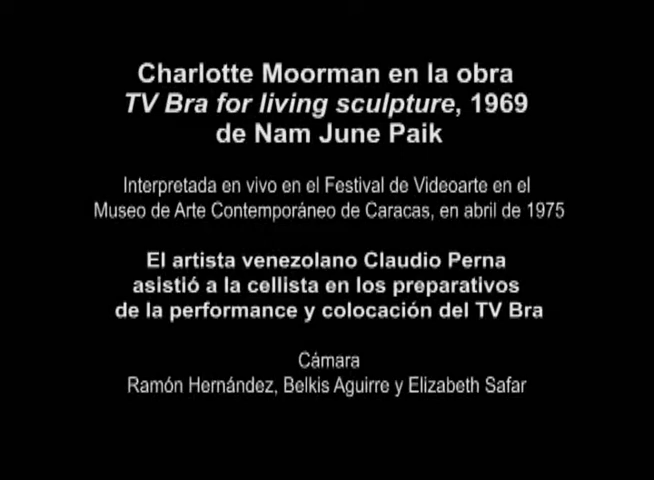 Charlotte Moorman en la obra
TV Bra for living sculpture, 1969
de Nam June Paik
Interpretada en vivo en el Festival de Videoarte en el
Museo de Arte Contemporáneo de Caracas, en abril de 1975
El artista venezolano Claudio Perna
asistió a la cellista en los preparativos
de la performance y colocación del TV Bra
Cámara
Ramón Hernández, Belkis Aguirre y Elizabeth Safar